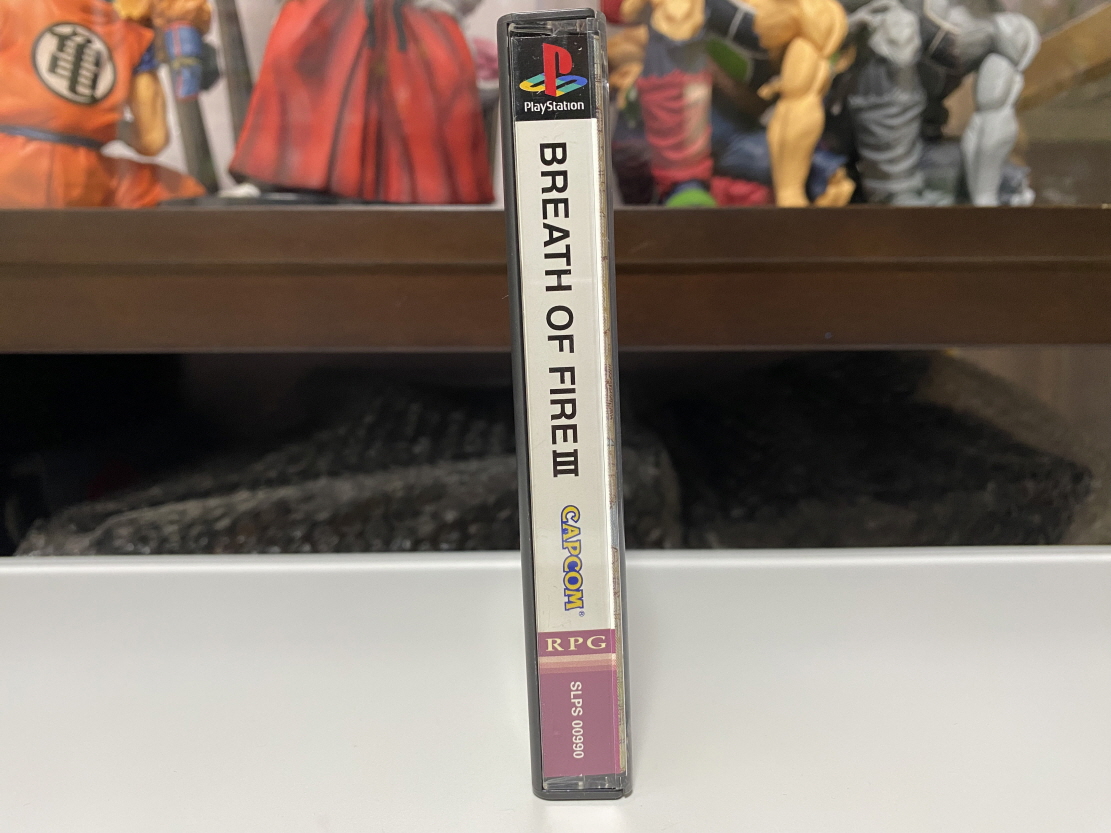 PlayStation
BREATH OF FIRE III
CAPCOM®
RPG
SLPS 00990